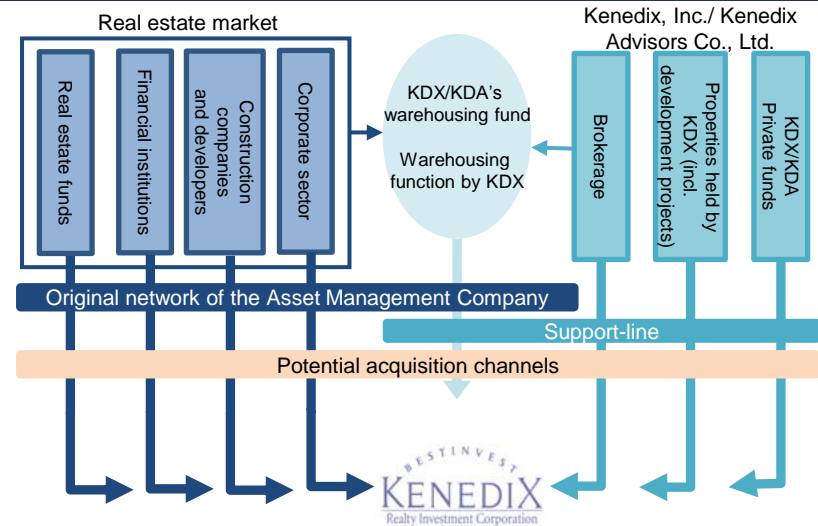 Real estate market
Kenedix, Inc./ Kenedix
Advisors Co., Ltd.
Real estate funds
Financial institutions
Construction
companies
and developers
Corporate sector
KDX/KDA's
warehousing fund
Warehousing
function by KDX
Brokerage
Properties held by
KDX (incl.
development projects)
KDX/KDA
Private funds
Original network of the Asset Management Company
Support-line
Potential acquisition channels
BESTINVEST
KENEDIX
Realty Investment Corporation